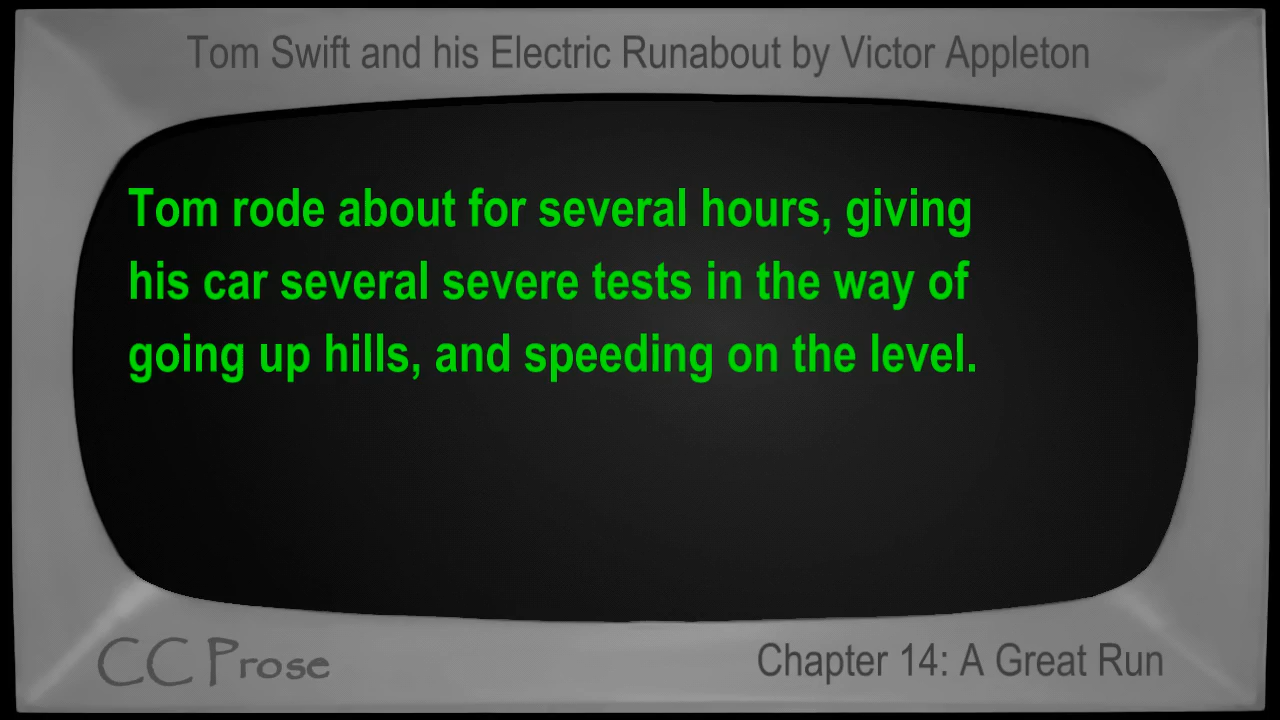 Tom Swift and his Electric Runabout by Victor Appleton
Tom rode about for several hours, giving
his car several severe tests in the way of
going up hills, and speeding on the level.
CC Prose
Chapter 14: A Great Run